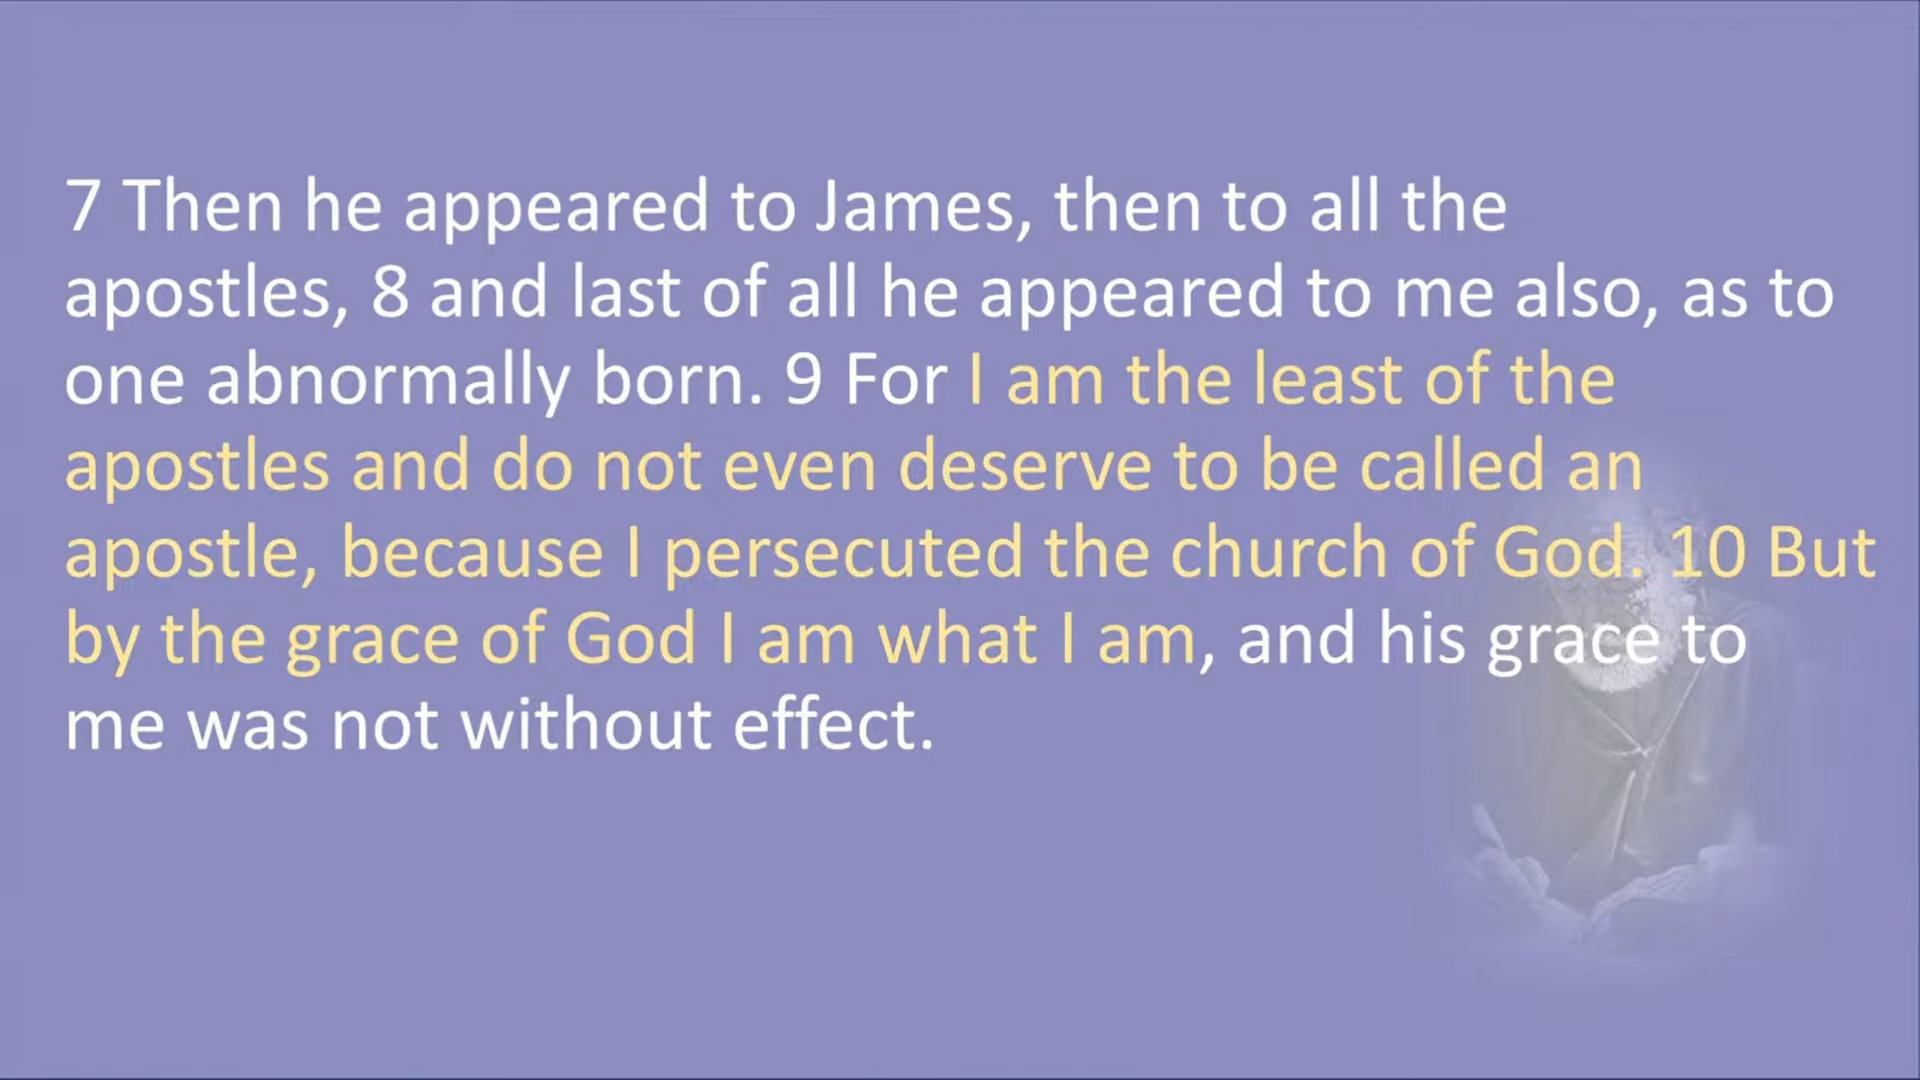 7 Then he appeared to James, then to all the
apostles, 8 and last of all he appeared to me also, as to
one abnormally born. 9 For I am the least of the
apostles and do not even deserve to be called an
apostle, because I persecuted the church of God. 10 But
by the grace of God I am what I am, and his grace to
me was not without effect.